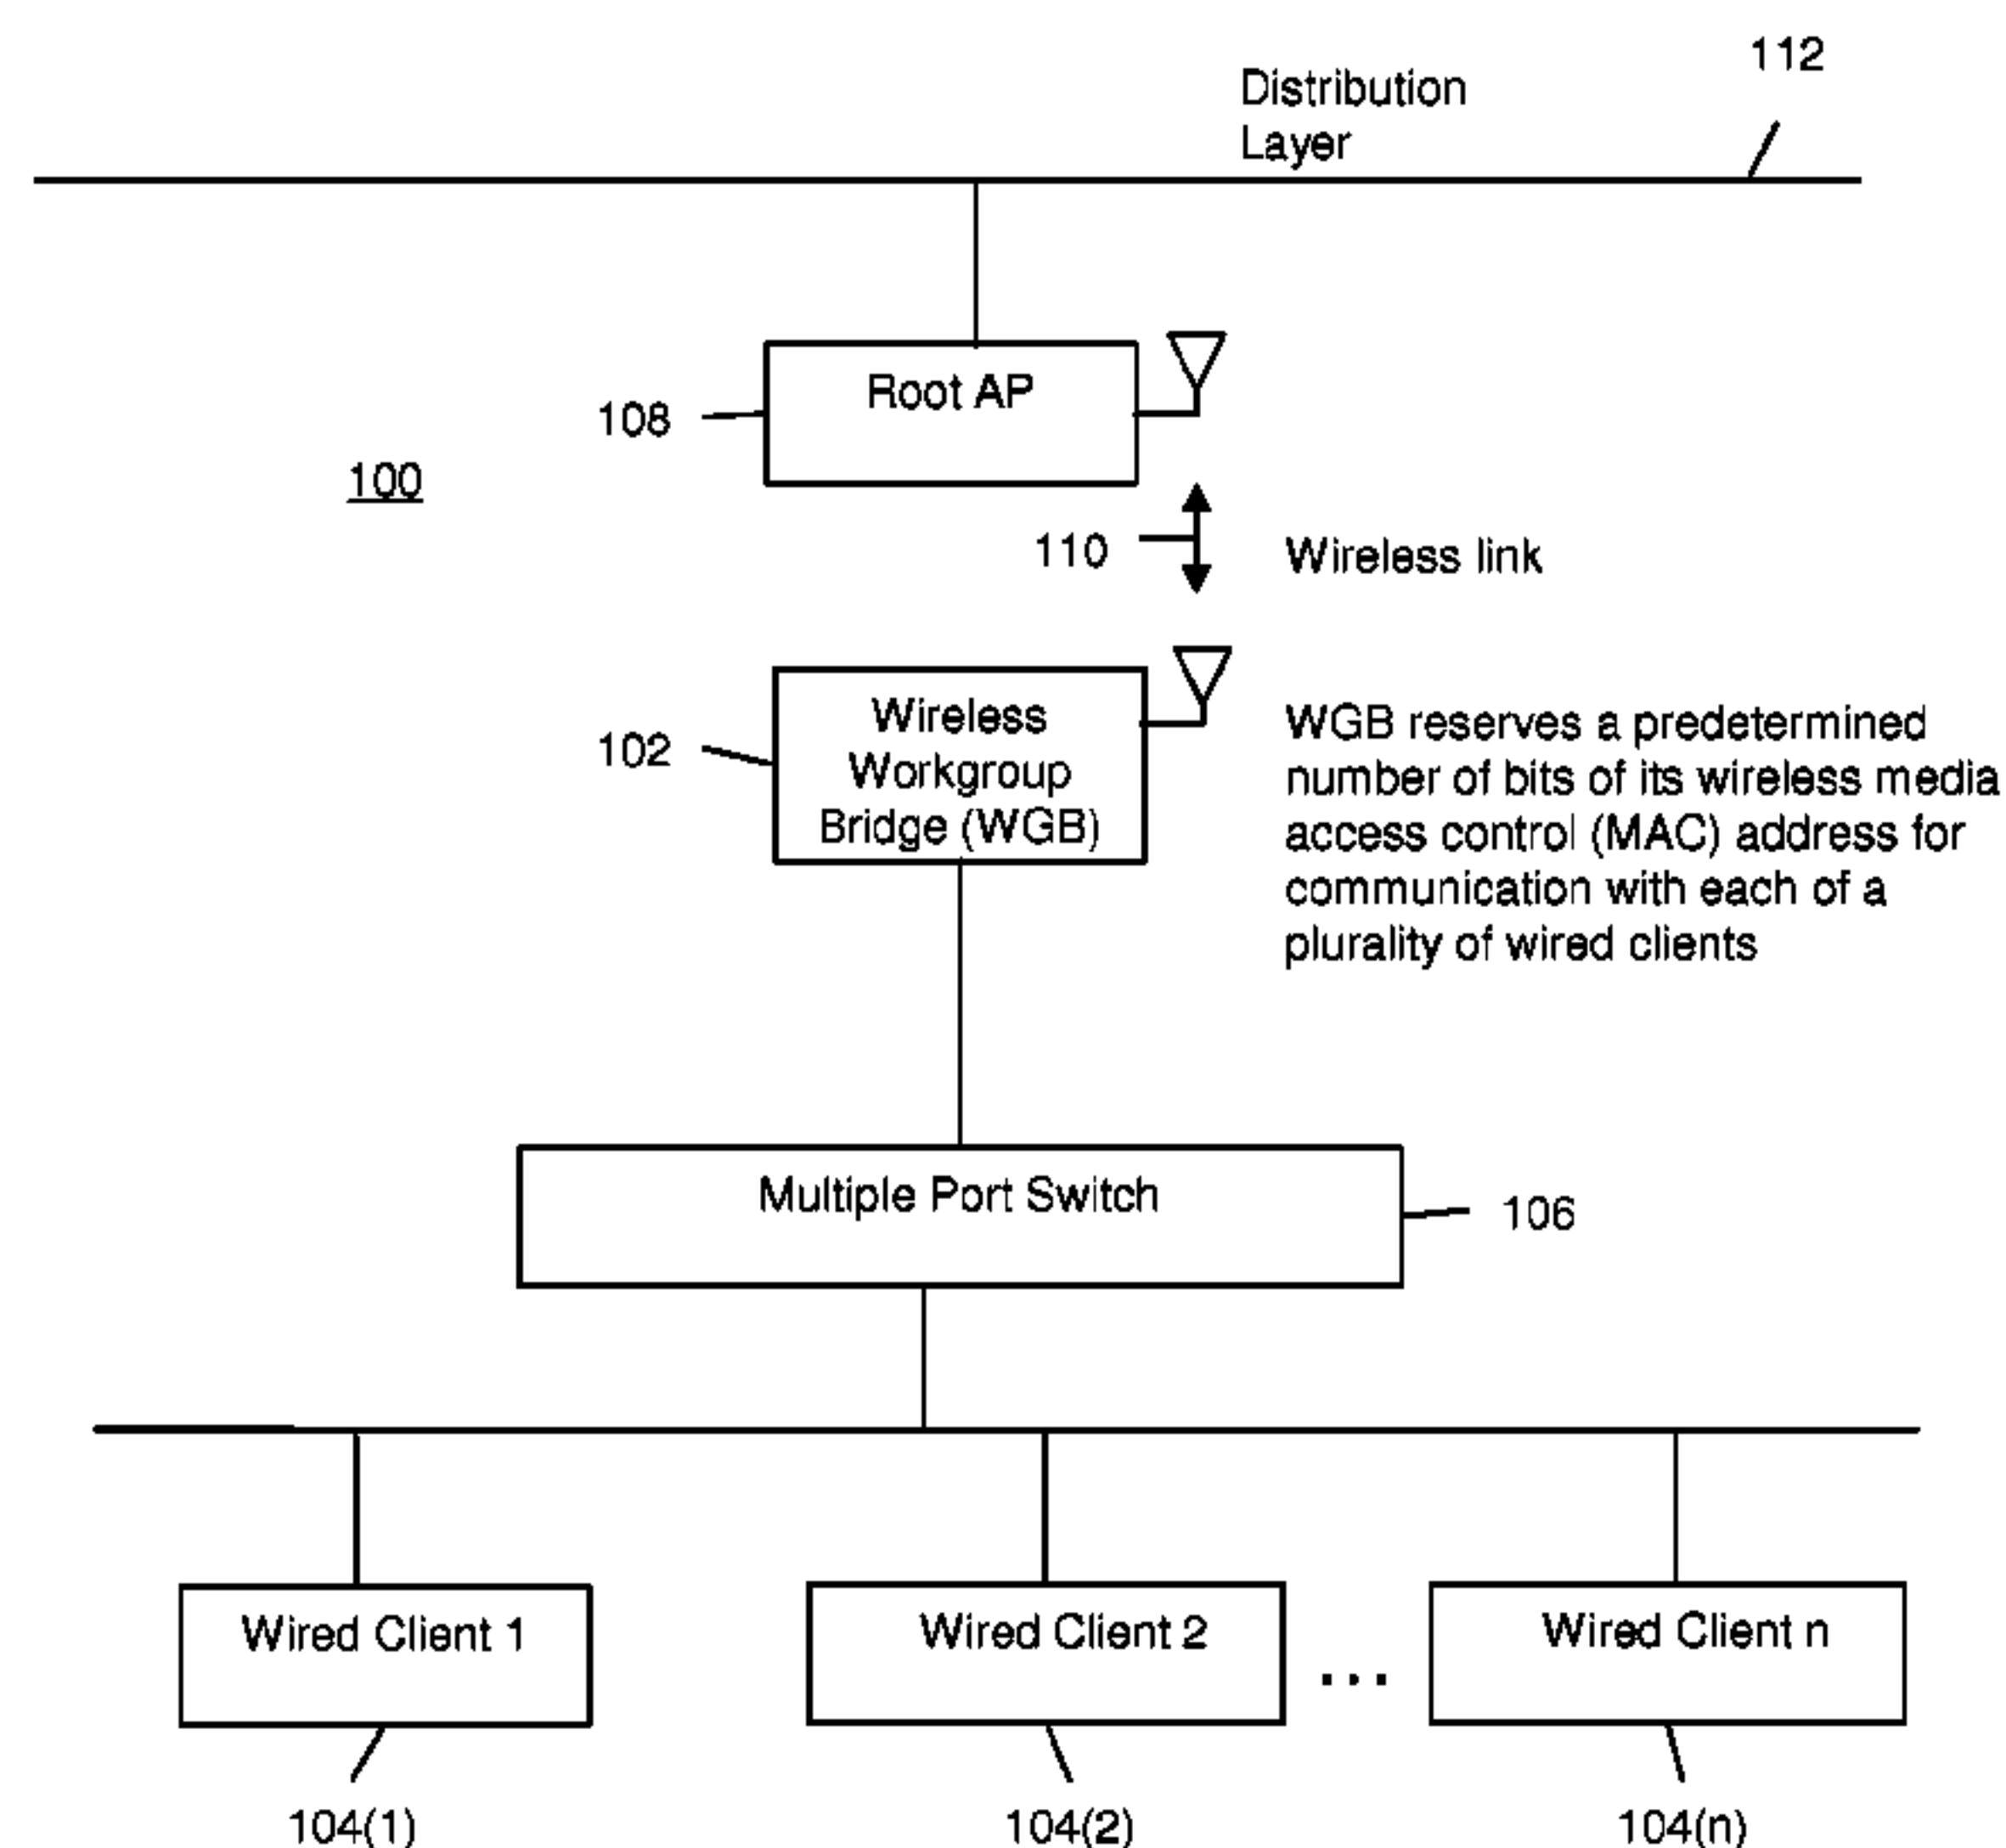 112
Distribution
Layer
Root AP
108
100
110
Wireless link
Wireless
Workgroup
Bridge (WGB)
102
WGB reserves a predetermined
number of bits of its wireless media
access control (MAC) address for
communication with each of a
plurality of wired clients
Multiple Port Switch
106
Wired Client 1
Wired Client 2
...
Wired Client n
104(1)
104(2)
104(n)